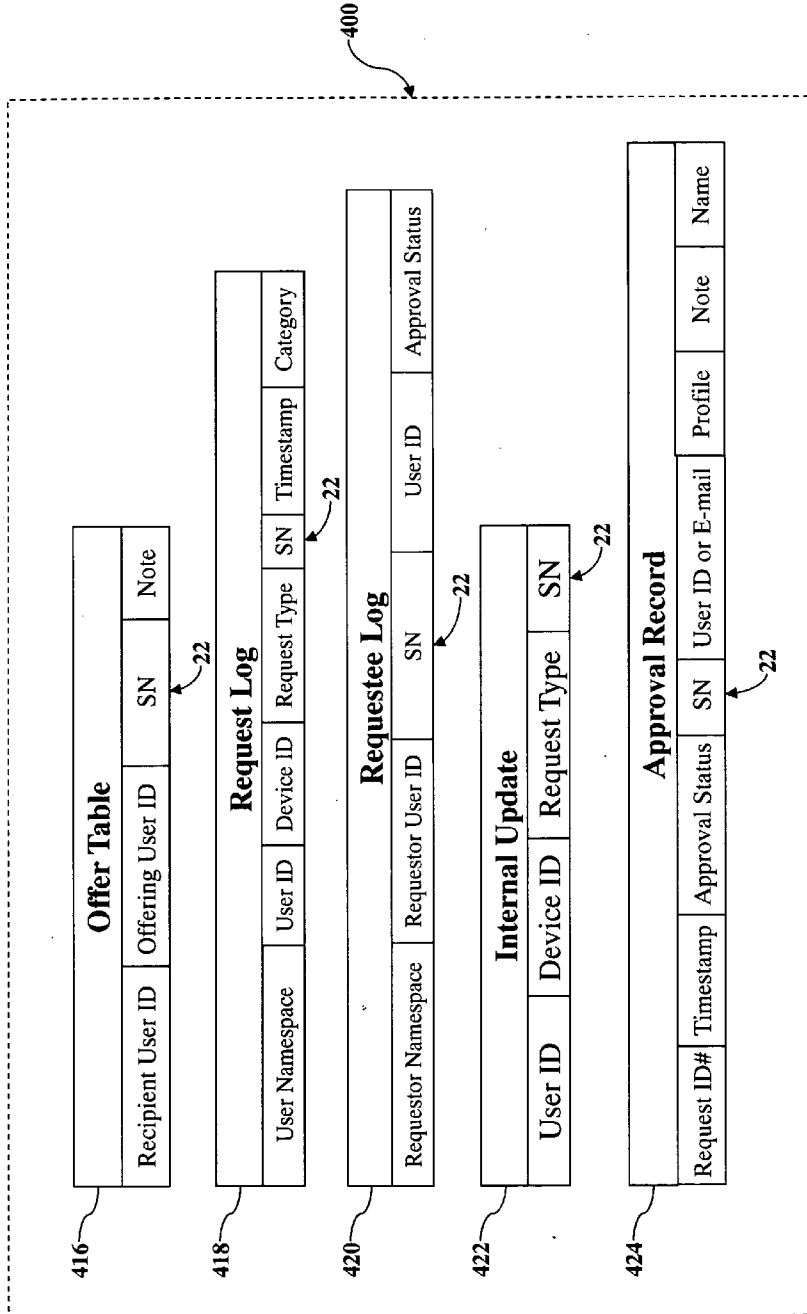 400
416
Offer Table
Recipient User ID Offering User ID SN Note
22
418
Request Log
User Namespace User ID Device ID Request Type SN Timestamp Category
22
420
Requestee Log
Requestor Namespace Requestor User ID SN User ID Approval Status
22
422
Internal Update
User ID Device ID Request Type SN
22
424
Approval Record
Request ID# Timestamp Approval Status SN User ID or E-mail Profile Note Name
22